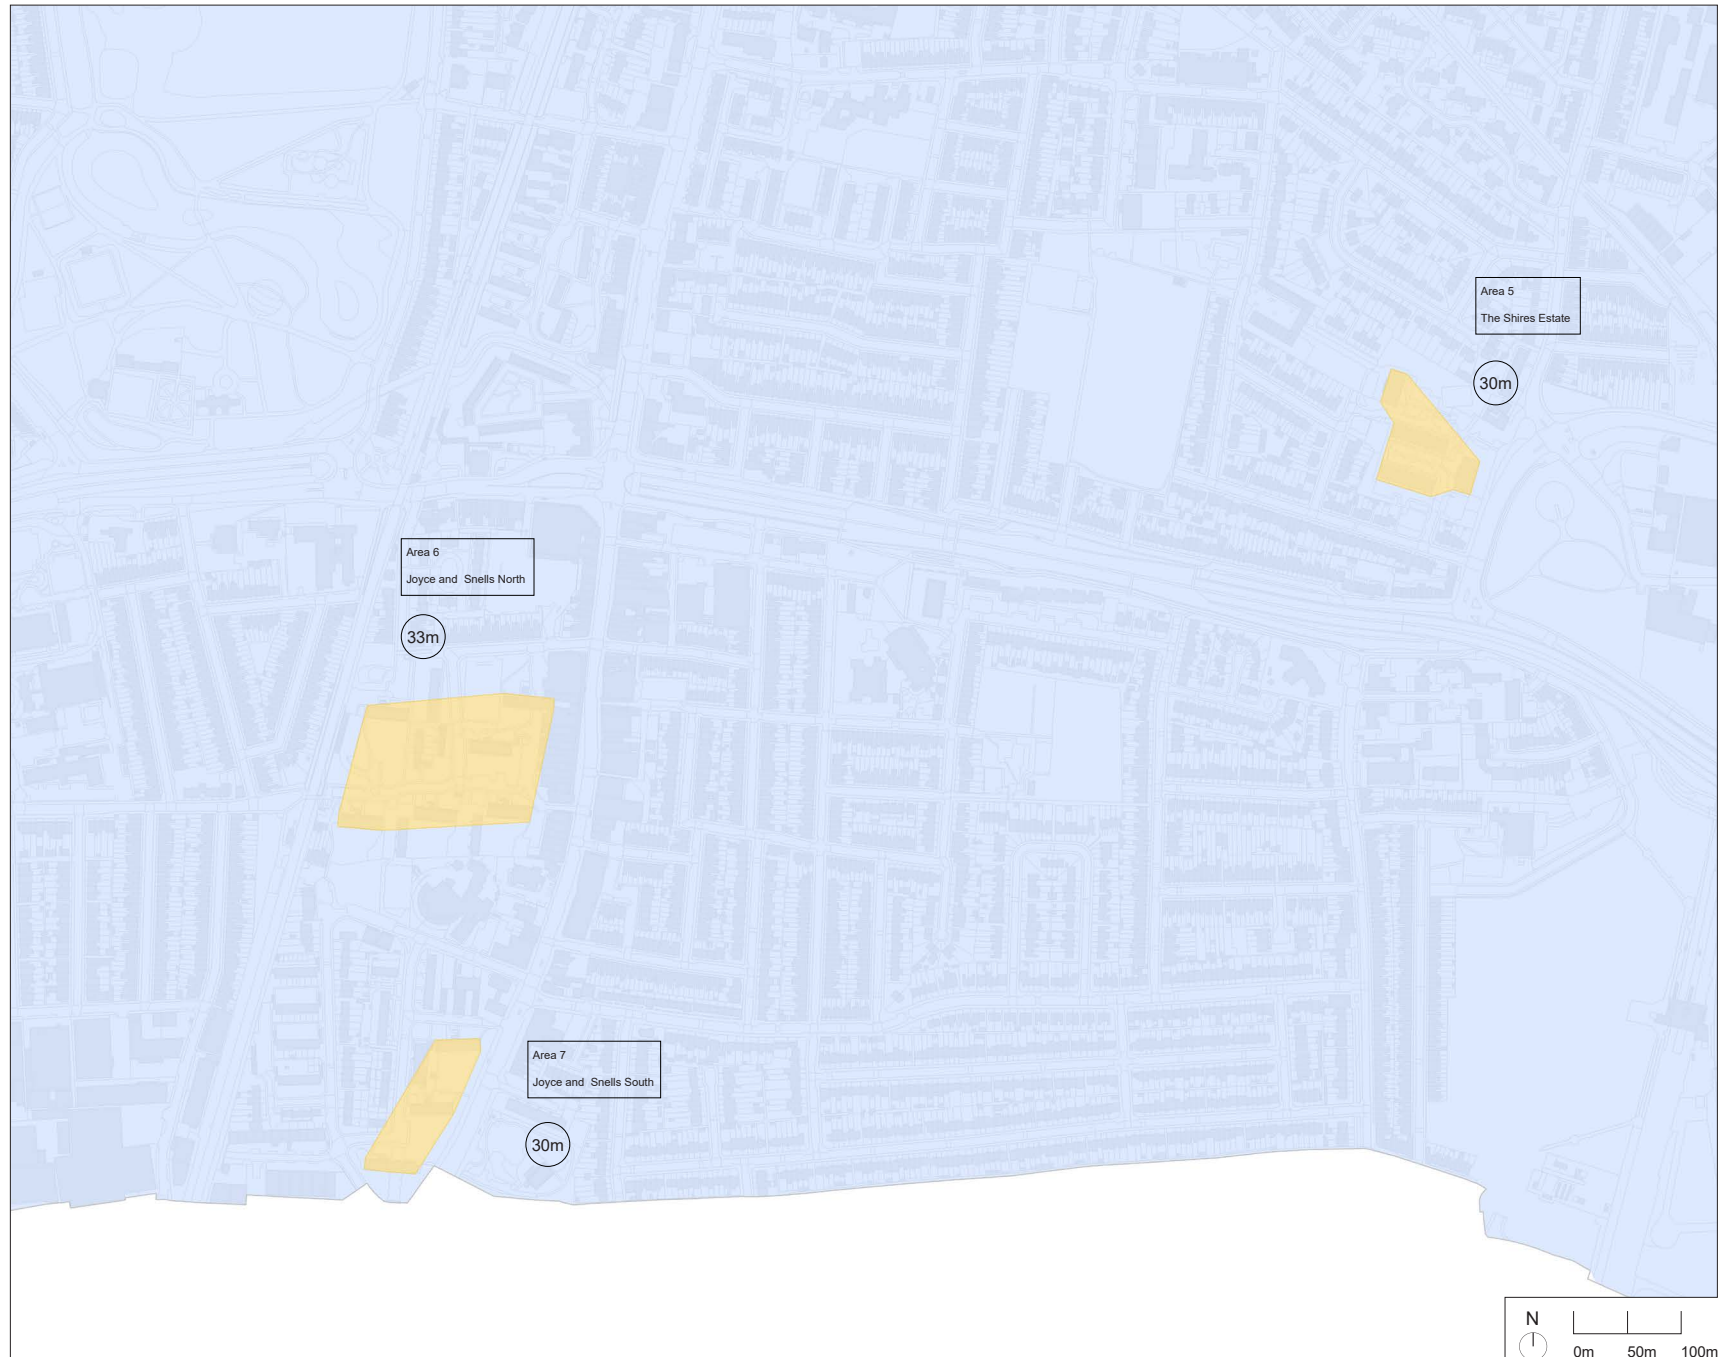 Area 5
The Shires Estate
30m
Area 6
Joyce and Snells North
33m
Area 7
Joyce and Snells South
30m
N
0m 50m 100m